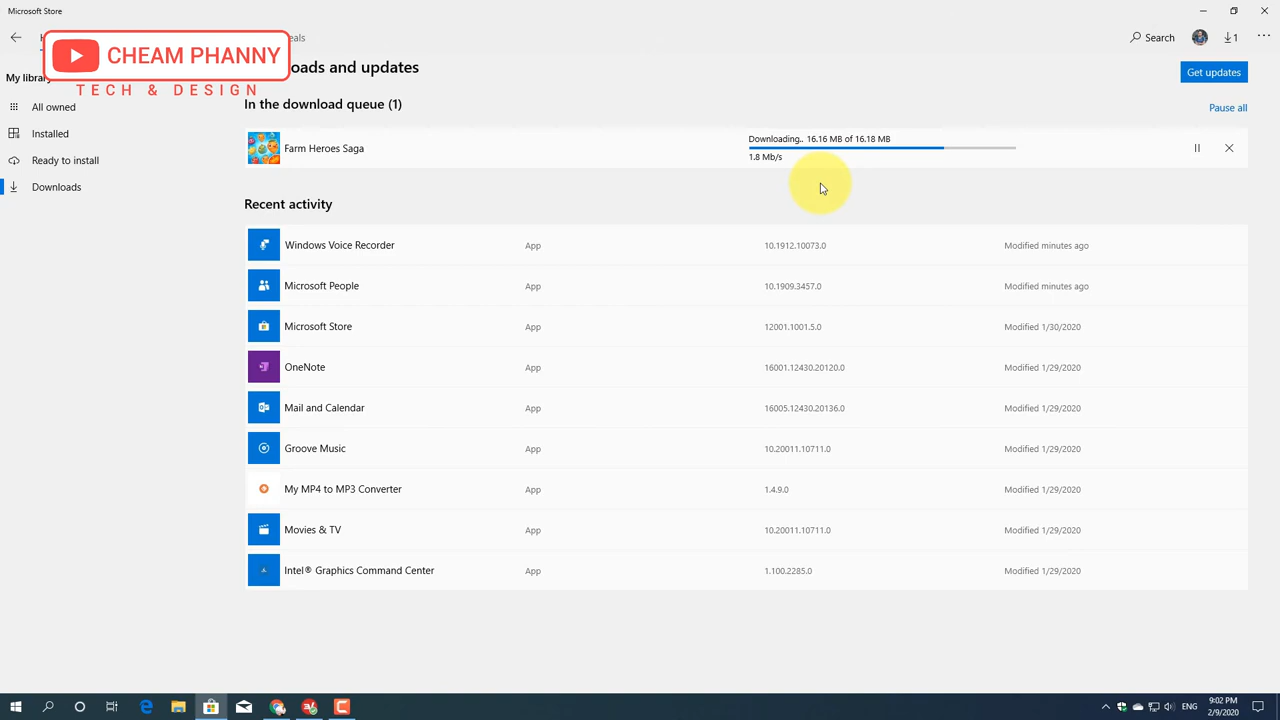 Microsoft Store
CHEAM PHANNY
TECH & DESIGN
Search
1
Get updates
In the download queue (1)
Pause all
Farm Heroes Saga
Downloading.. 16.16 MB of 16.18 MB
1.8 Mb/s
All owned
Installed
Ready to install
Downloads
Recent activity
Windows Voice Recorder App 10.1912.10073.0 Modified minutes ago
Microsoft People App 10.1909.3457.0 Modified minutes ago
Microsoft Store App 12001.1001.5.0 Modified 1/30/2020
OneNote App 16001.12430.20120.0 Modified 1/29/2020
Mail and Calendar App 16005.12430.20136.0 Modified 1/29/2020
Groove Music App 10.20011.10711.0 Modified 1/29/2020
My MP4 to MP3 Converter App 1.4.9.0 Modified 1/29/2020
Movies & TV App 10.20011.10711.0 Modified 1/29/2020
Intel® Graphics Command Center App 1.100.2285.0 Modified 1/29/2020
ENG
9:02 PM
2/9/2020